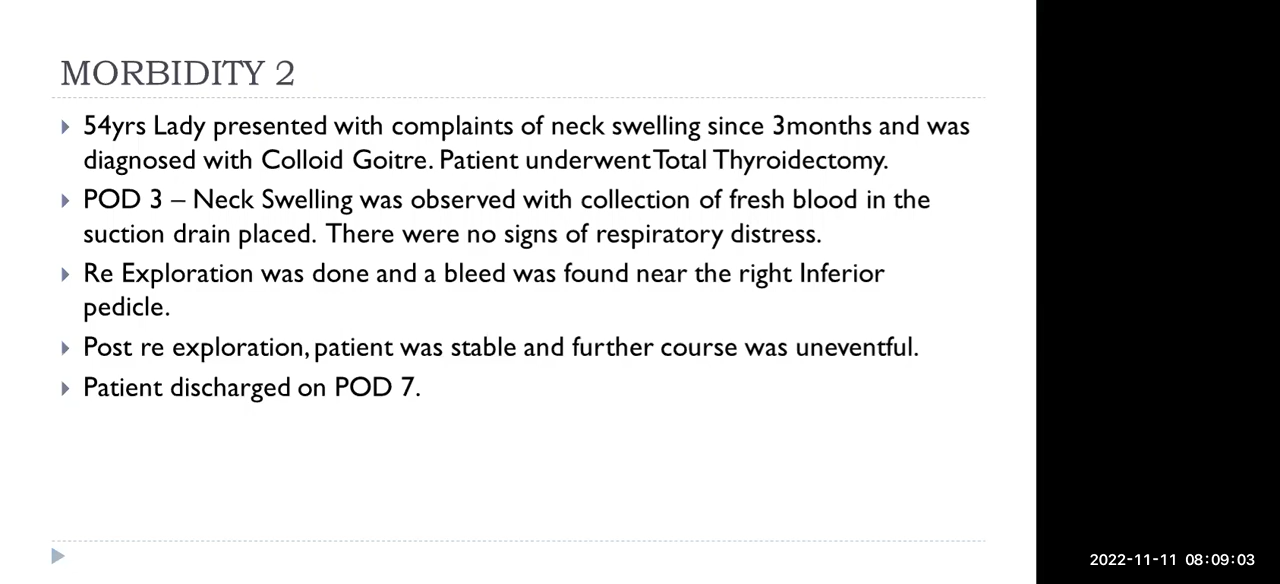 MORBIDITY 2
54yrs Lady presented with complaints of neck swelling since 3months and was
diagnosed with Colloid Goitre. Patient underwent Total Thyroidectomy.
POD 3 – Neck Swelling was observed with collection of fresh blood in the
suction drain placed. There were no signs of respiratory distress.
Re Exploration was done and a bleed was found near the right Inferior
pedicle.
Post re exploration, patient was stable and further course was uneventful.
Patient discharged on POD 7.
2022-11-11 08:09:03